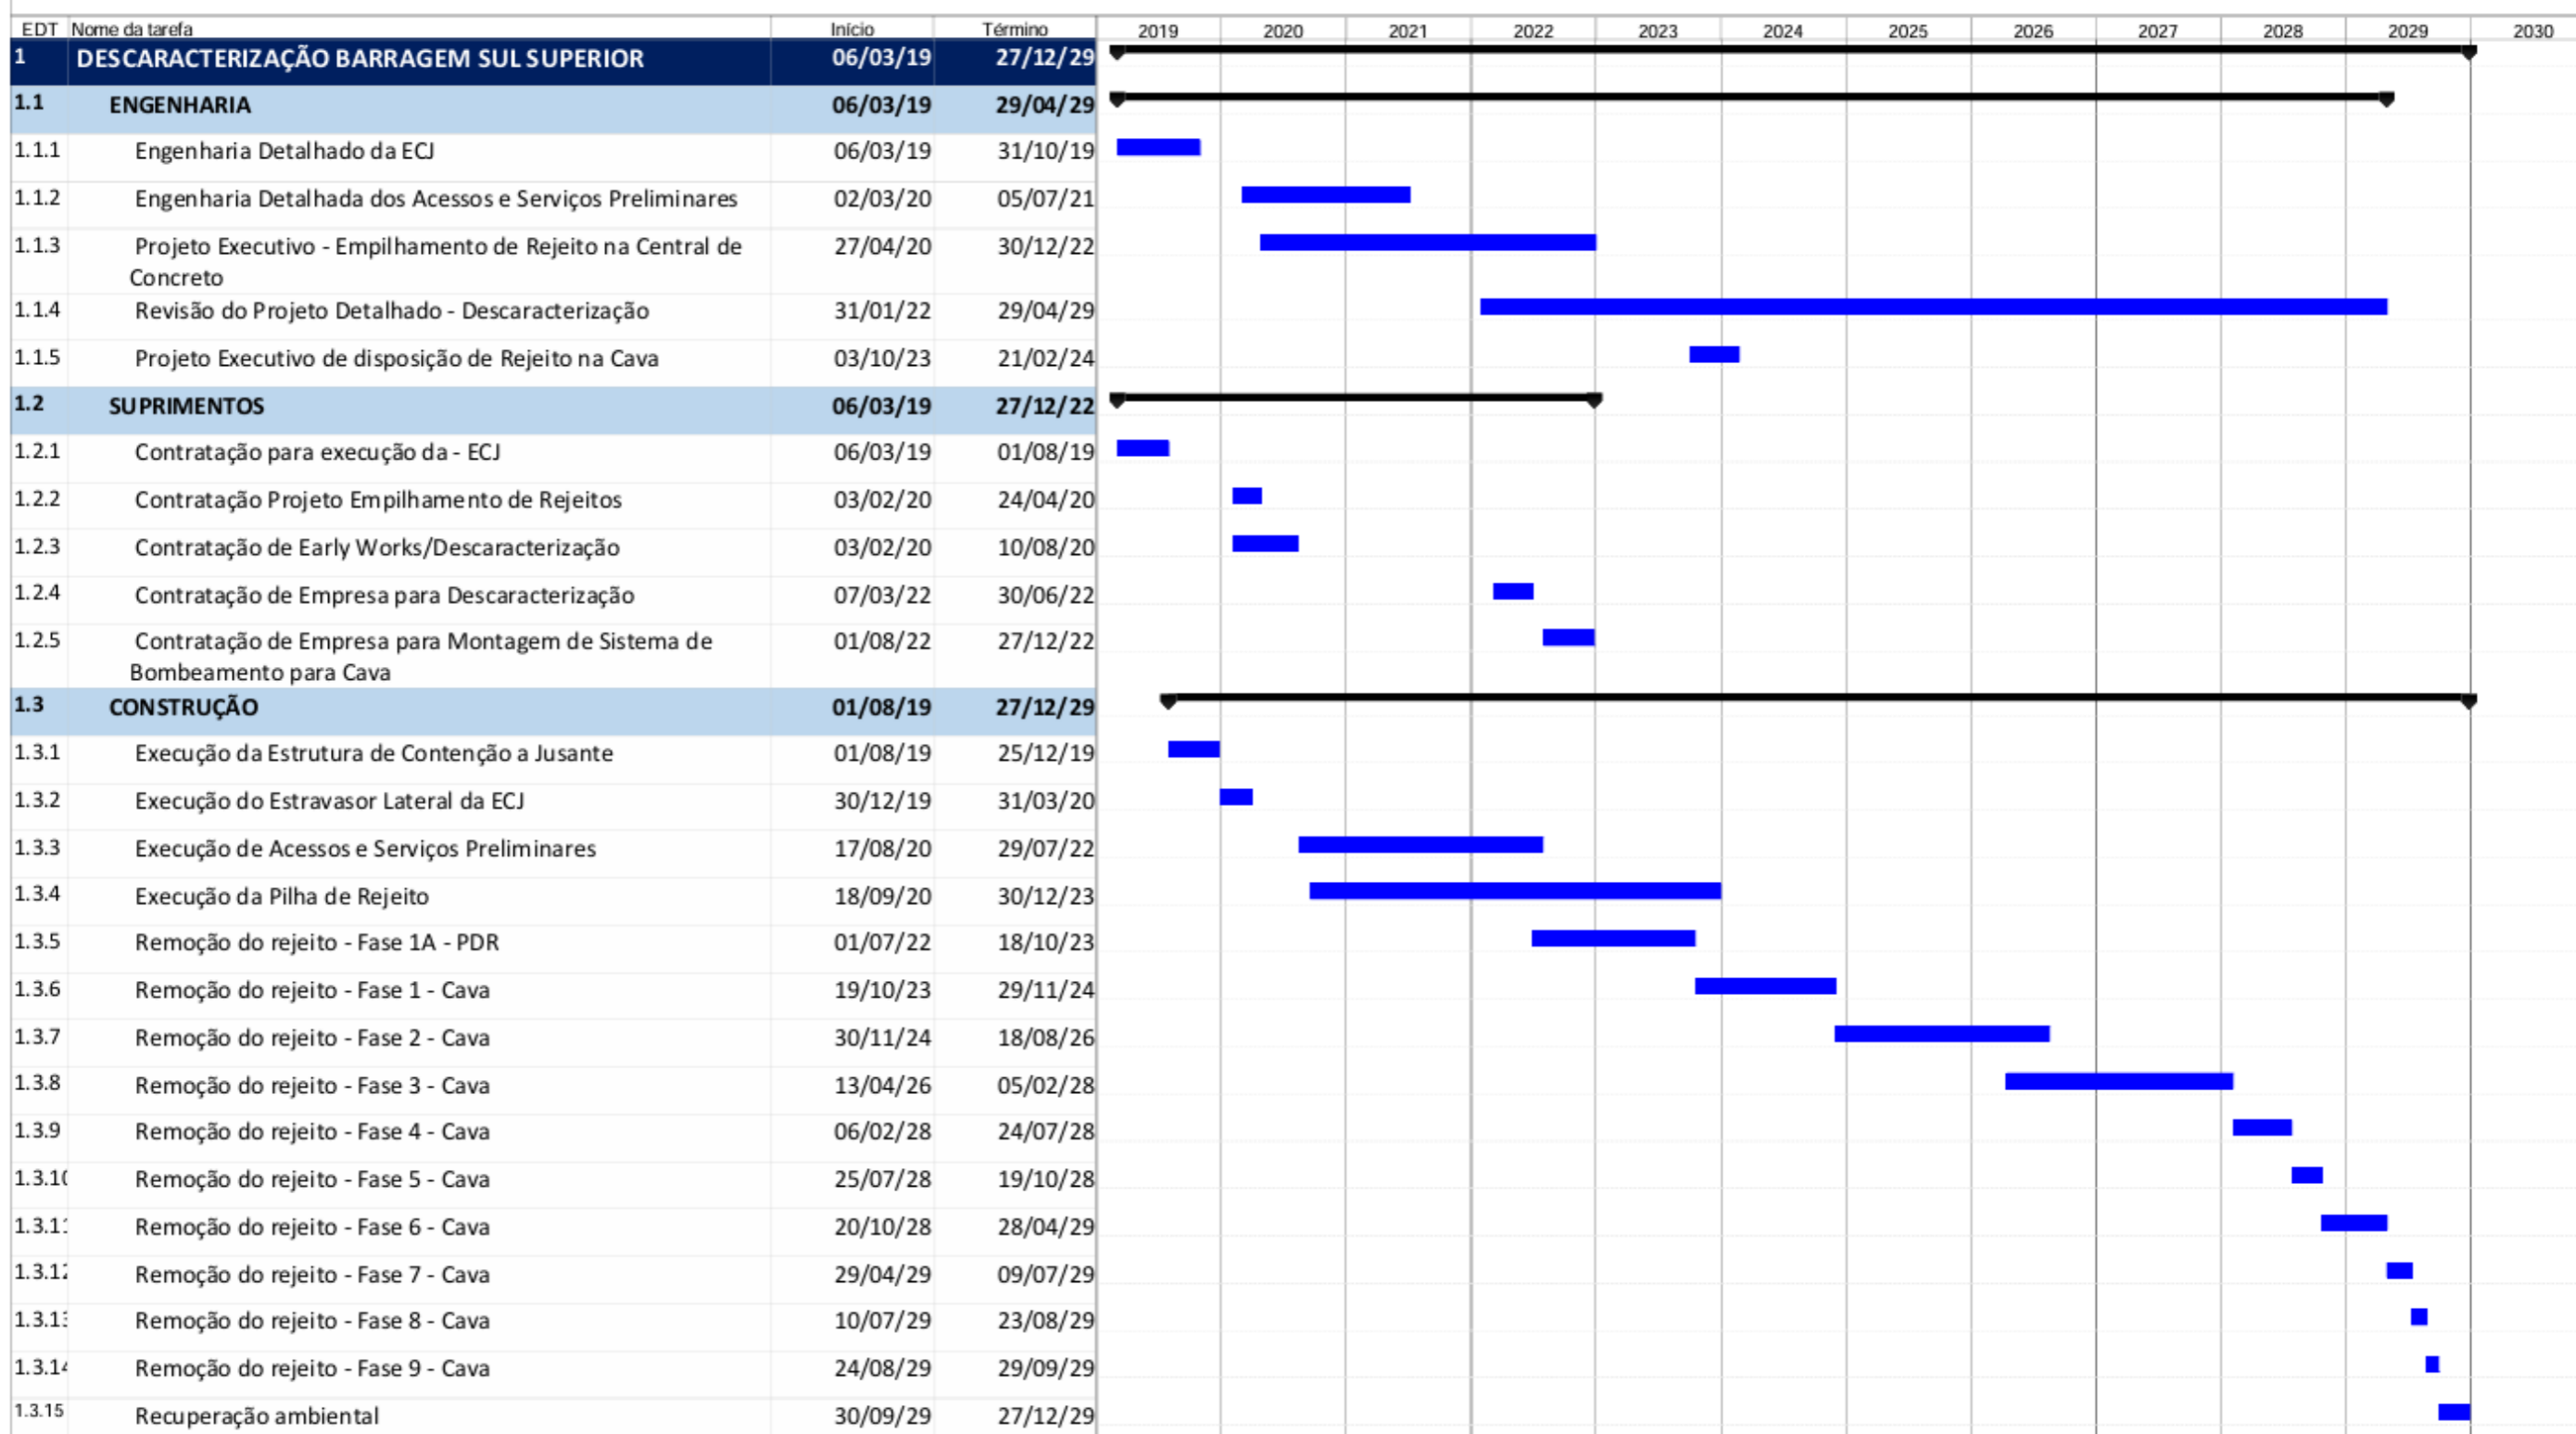 EDT Nome da tarefa Início Término 2019 2020 2021 2022 2023 2024 2025 2026 2027 2028 2029 2030
1 DESCARACTERIZAÇÃO BARRAGEM SUL SUPERIOR 06/03/19 27/12/29
1.1 ENGENHARIA 06/03/19 29/04/29
1.1.1 Engenharia Detalhado da ECJ 06/03/19 31/10/19
1.1.2 Engenharia Detalhada dos Acessos e Serviços Preliminares 02/03/20 05/07/21
1.1.3 Projeto Executivo - Empilhamento de Rejeito na Central de 27/04/20 30/12/22
Concreto
1.1.4 Revisão do Projeto Detalhado - Descaracterização 31/01/22 29/04/29
1.1.5 Projeto Executivo de disposição de Rejeito na Cava 03/10/23 21/02/24
1.2 SUPRIMENTOS 06/03/19 27/12/22
1.2.1 Contratação para execução da - ECJ 06/03/19 01/08/19
1.2.2 Contratação Projeto Empilhamento de Rejeitos 03/02/20 24/04/20
1.2.3 Contratação de Early Works/Descaracterização 03/02/20 10/08/20
1.2.4 Contratação de Empresa para Descaracterização 07/03/22 30/06/22
1.2.5 Contratação de Empresa para Montagem de Sistema de 01/08/22 27/12/22
Bombeamento para Cava
1.3 CONSTRUÇÃO 01/08/19 27/12/29
1.3.1 Execução da Estrutura de Contenção a Jusante 01/08/19 25/12/19
1.3.2 Execução do Estravasor Lateral da ECJ 30/12/19 31/03/20
1.3.3 Execução de Acessos e Serviços Preliminares 17/08/20 29/07/22
1.3.4 Execução da Pilha de Rejeito 18/09/20 30/12/23
1.3.5 Remoção do rejeito - Fase 1A - PDR 01/07/22 18/10/23
1.3.6 Remoção do rejeito - Fase 1 - Cava 19/10/23 29/11/24
1.3.7 Remoção do rejeito - Fase 2 - Cava 30/11/24 18/08/26
1.3.8 Remoção do rejeito - Fase 3 - Cava 13/04/26 05/02/28
1.3.9 Remoção do rejeito - Fase 4 - Cava 06/02/28 24/07/28
1.3.10 Remoção do rejeito - Fase 5 - Cava 25/07/28 19/10/28
1.3.11 Remoção do rejeito - Fase 6 - Cava 20/10/28 28/04/29
1.3.12 Remoção do rejeito - Fase 7 - Cava 29/04/29 09/07/29
1.3.13 Remoção do rejeito - Fase 8 - Cava 10/07/29 23/08/29
1.3.14 Remoção do rejeito - Fase 9 - Cava 24/08/29 29/09/29
1.3.15 Recuperação ambiental 30/09/29 27/12/29